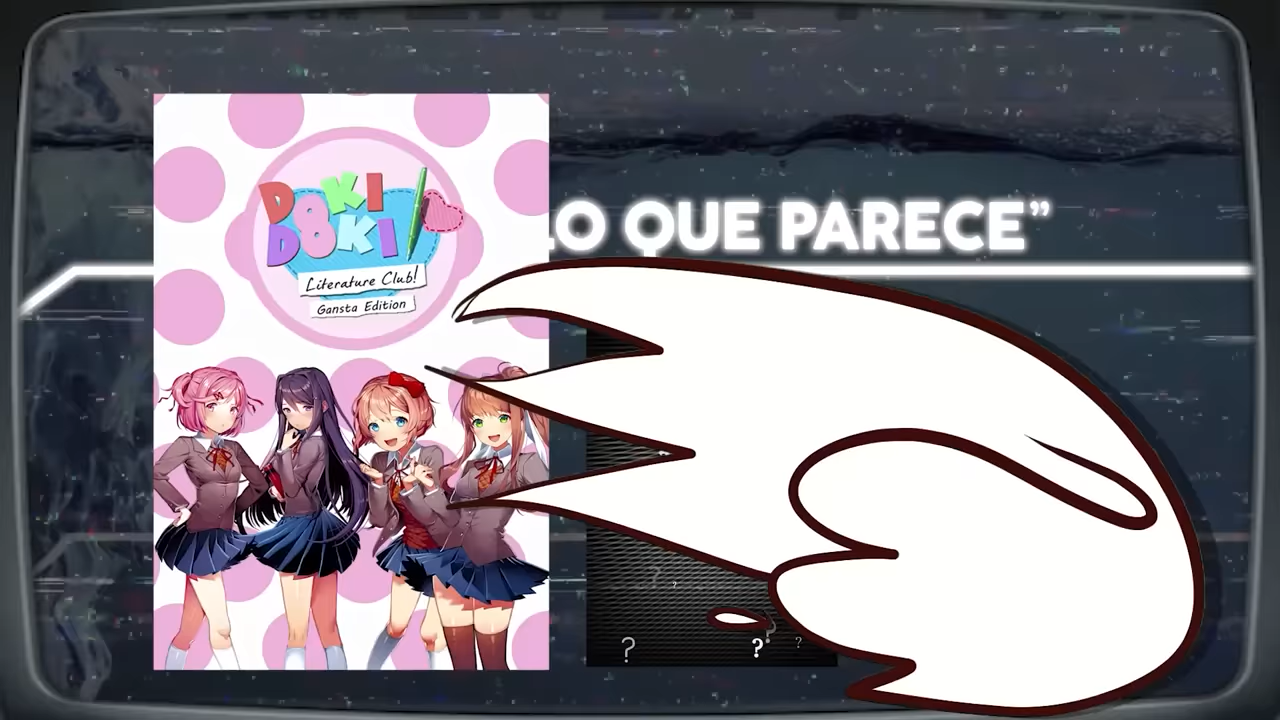 DOKI
DOKI
Literature Club!
Gansta Edition
LO QUE PARECE”
?
?
?
?
?
?